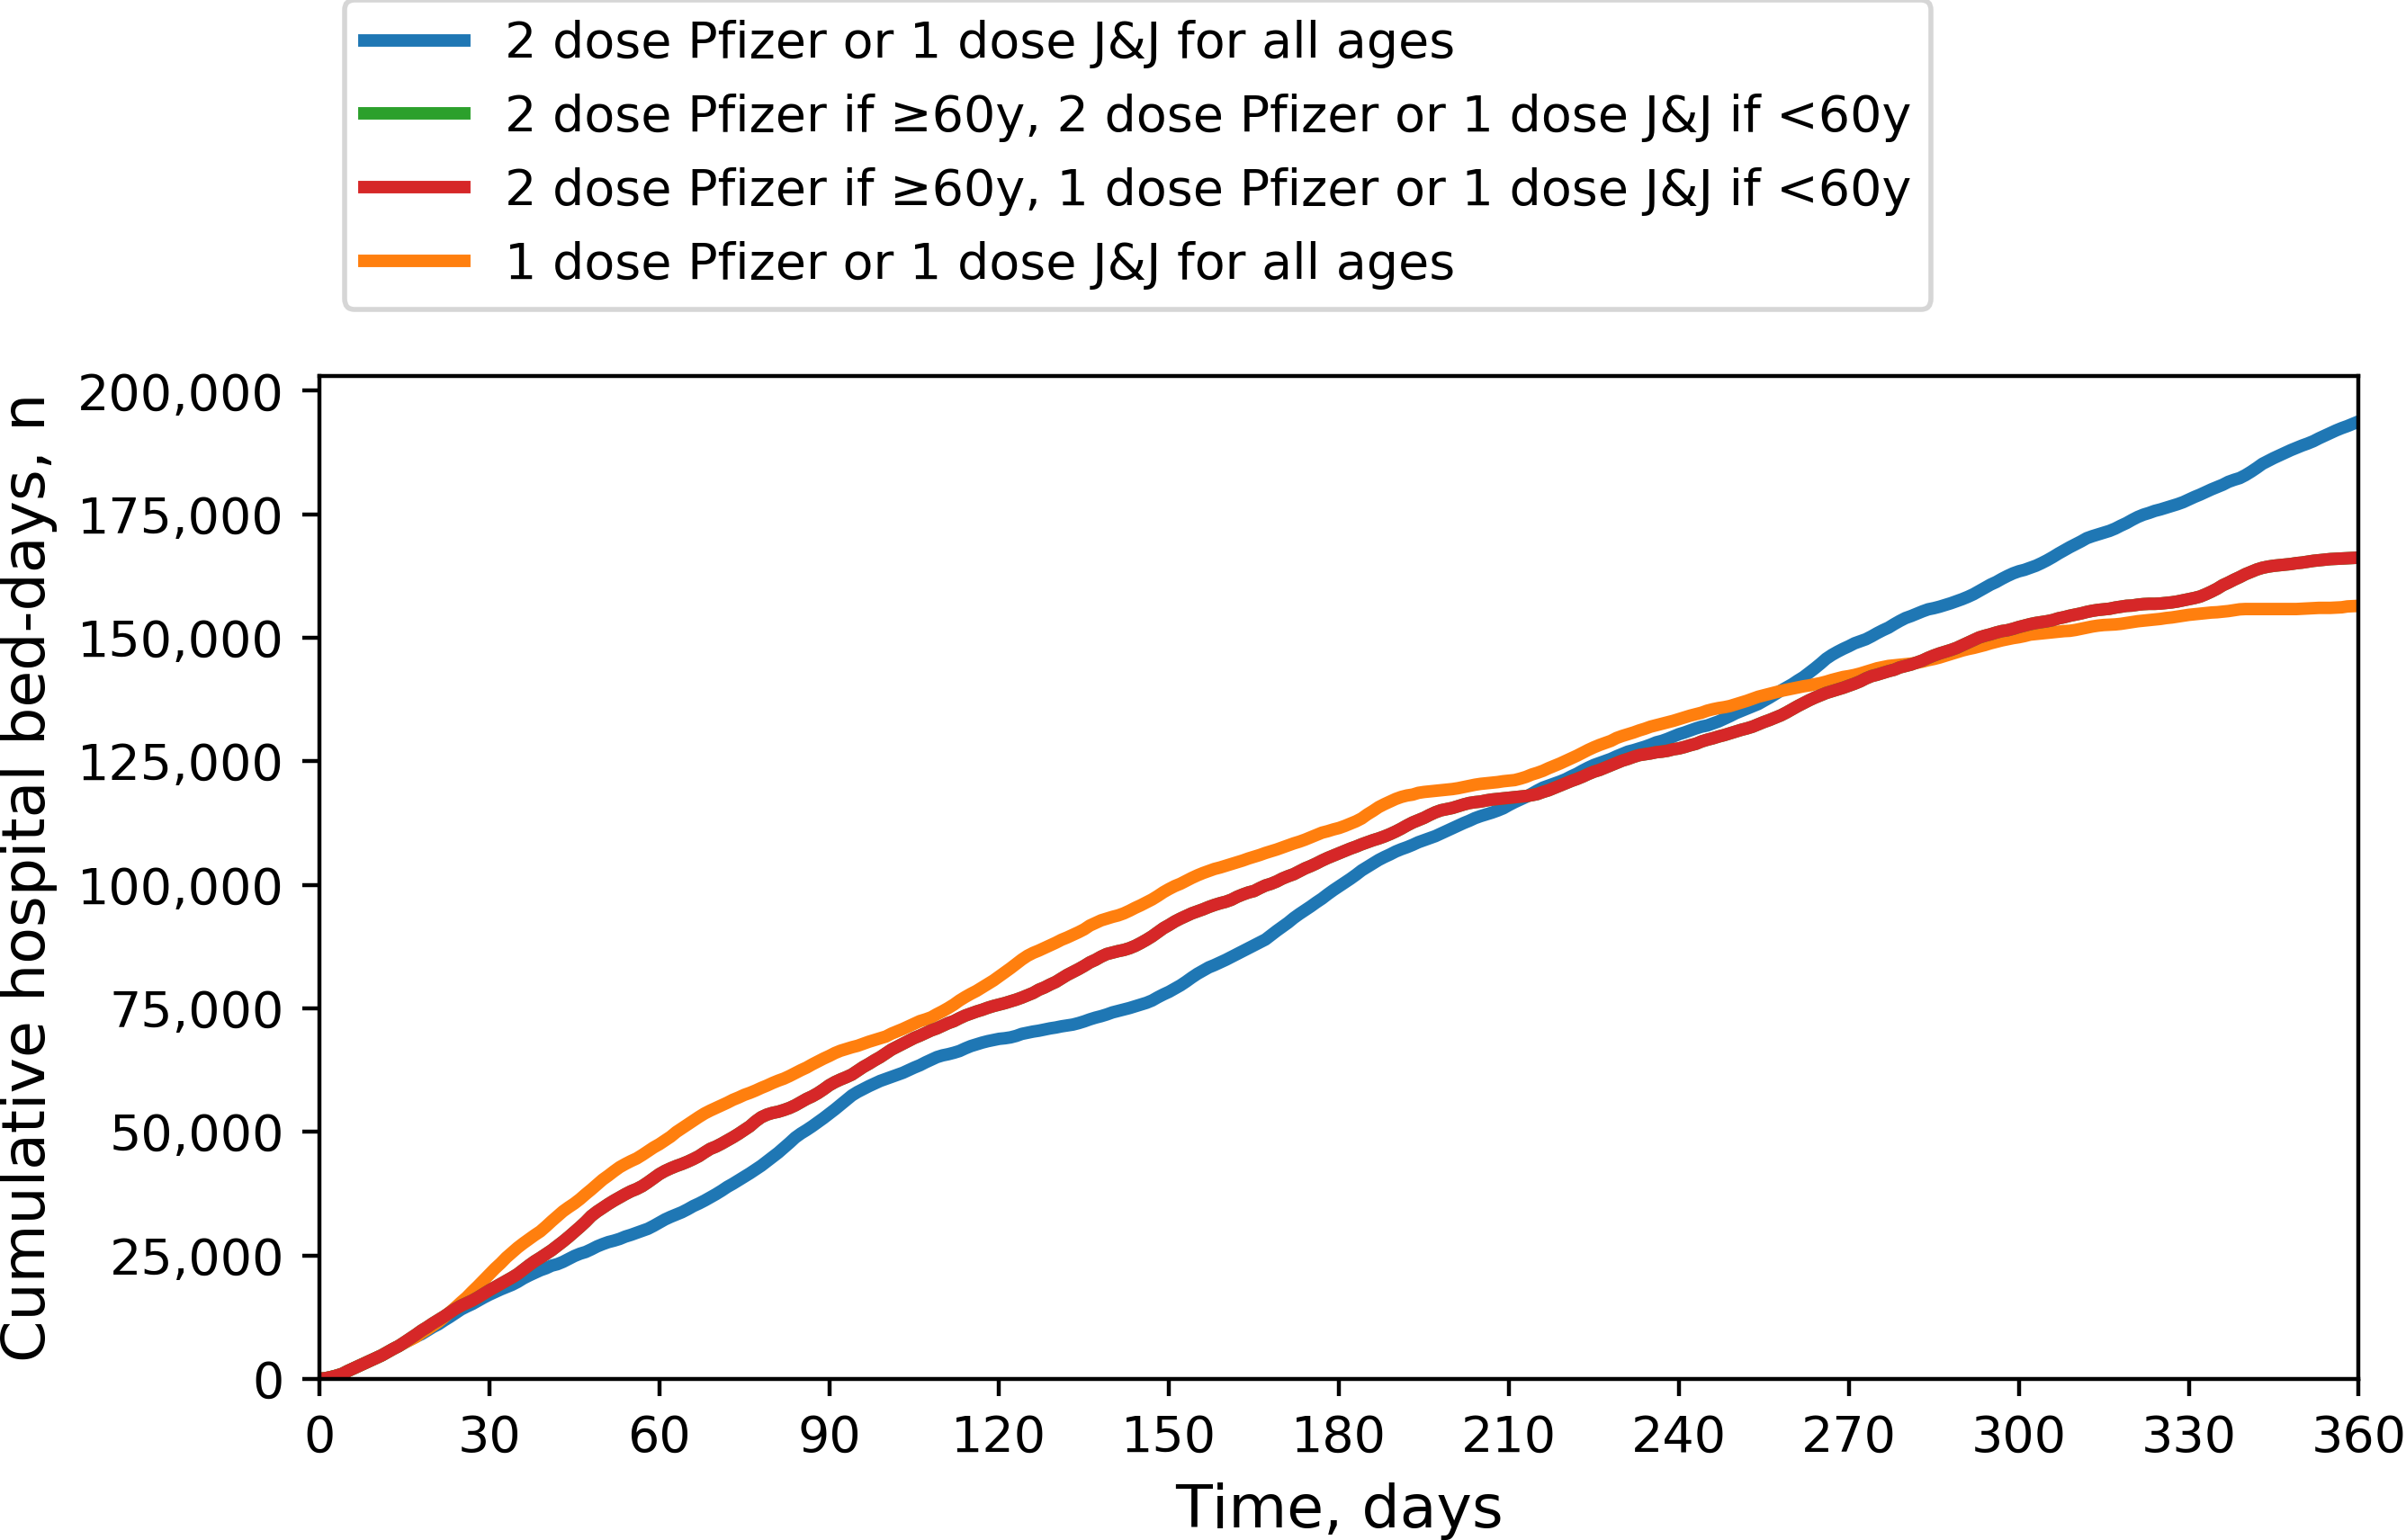 2 dose Pfizer or 1 dose J&J for all ages
2 dose Pfizer if ≥60y, 2 dose Pfizer or 1 dose J&J if <60y
2 dose Pfizer if ≥60y, 1 dose Pfizer or 1 dose J&J if <60y
1 dose Pfizer or 1 dose J&J for all ages
Cumulative hospital bed-days, n
200,000
175,000
150,000
125,000
100,000
75,000
50,000
25,000
0
0 30 60 90 120 150 180 210 240 270 300 330 360
Time, days